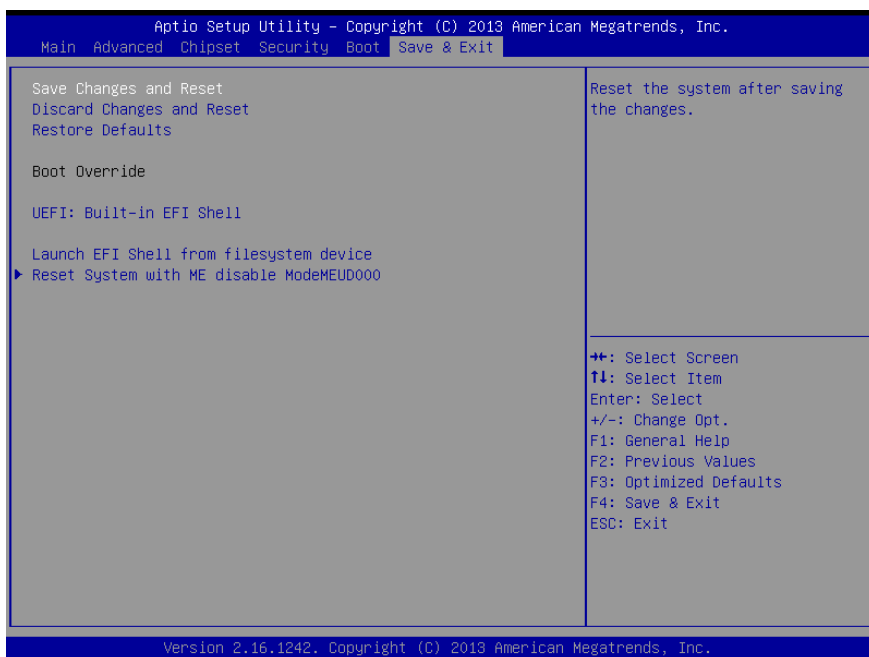 Aptio Setup Utility – Copyright (C) 2013 American Megatrends, Inc.
Main Advanced Chipset Security Boot Save & Exit
Save Changes and Reset
Discard Changes and Reset
Restore Defaults
Boot Override
UEFI: Built-in EFI Shell
Launch EFI Shell from filesystem device
▶ Reset System with ME disable ModeMEUD000
Reset the system after saving
the changes.
→←: Select Screen
↑↓: Select Item
Enter: Select
+/-: Change Opt.
F1: General Help
F2: Previous Values
F3: Optimized Defaults
F4: Save & Exit
ESC: Exit
Version 2.16.1242. Copyright (C) 2013 American Megatrends, Inc.